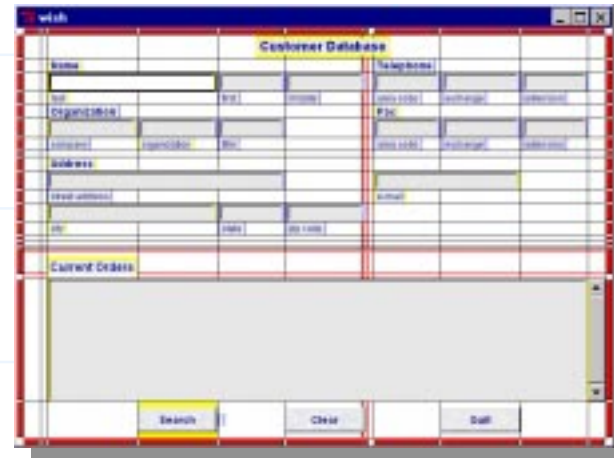 wish
Customer Database
Name Telephone
last first middle area code exchange extension
Organization Fax
company organization title area code exchange extension
Address
street address e-mail
city state zip code
Current Orders
Search Clear Quit